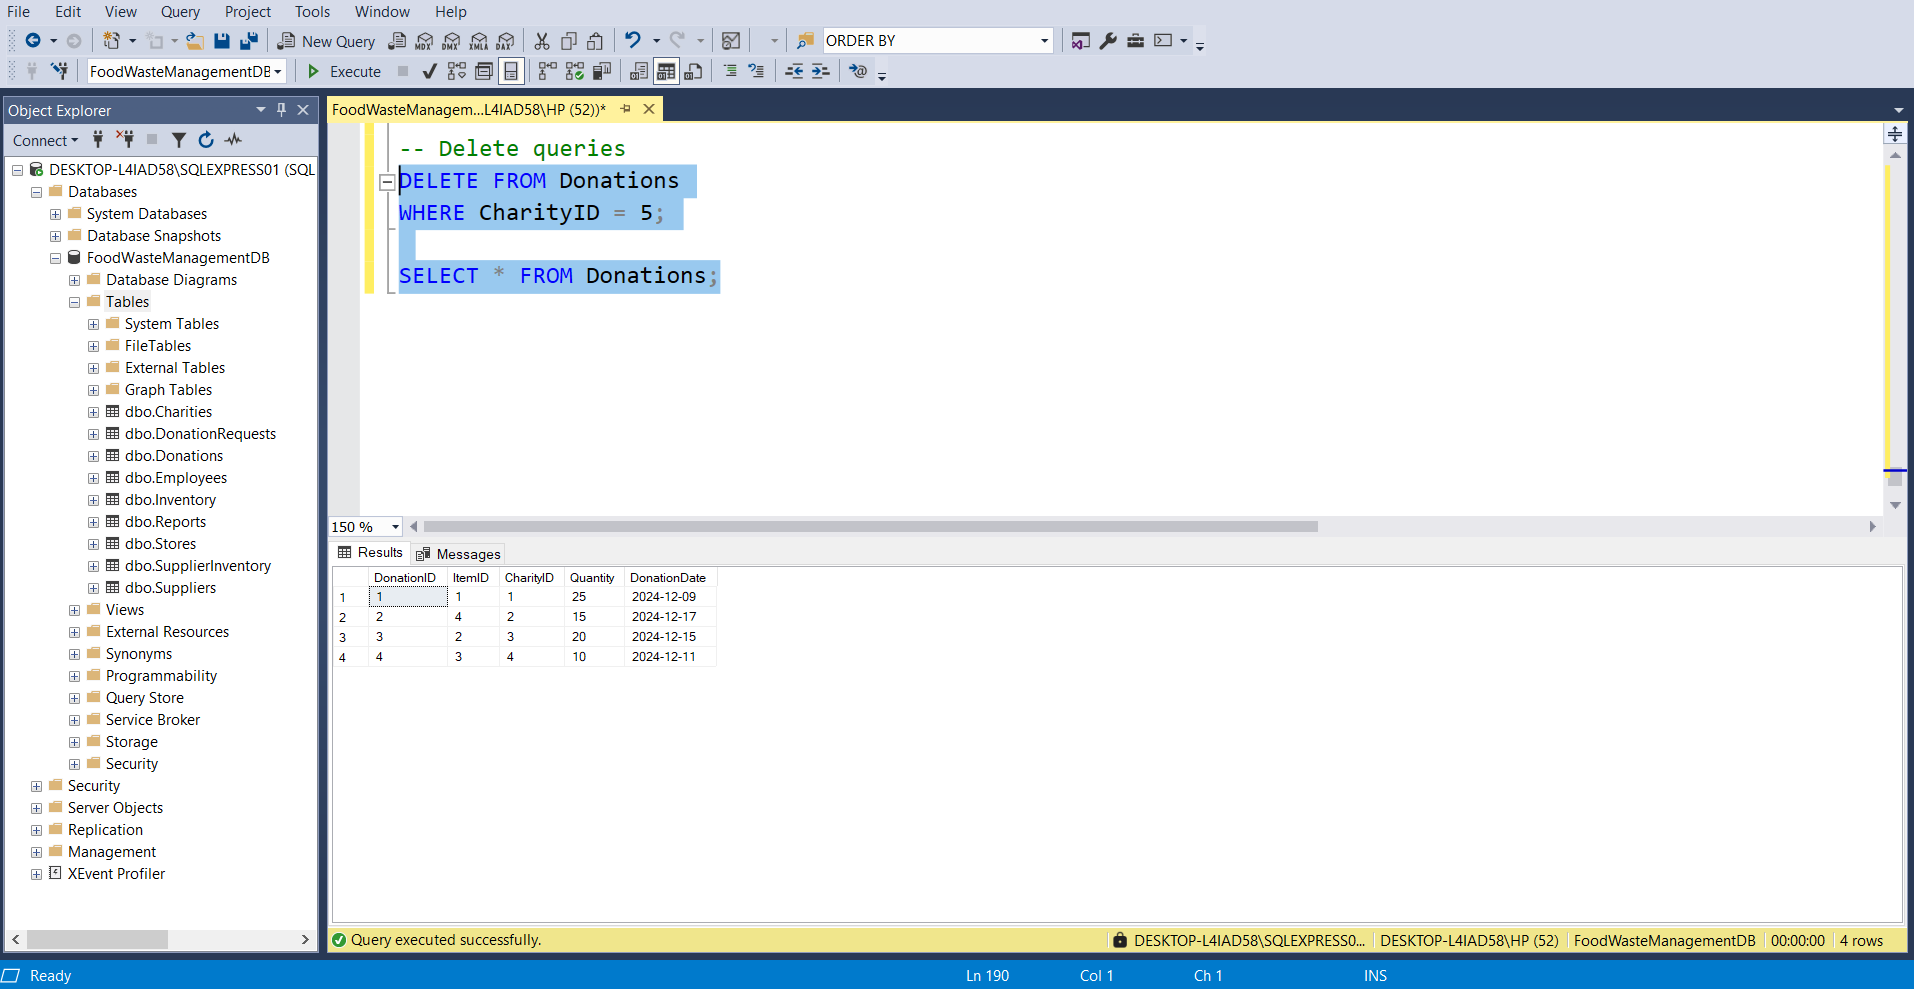 File Edit View Query Project Tools Window Help
New Query MDX DMX XMLA DAX ORDER BY
FoodWasteManagementDB Execute
Object Explorer
Connect
DESKTOP-L4IAD58\SQLEXPRESS01 (SQL
Databases
System Databases
Database Snapshots
FoodWasteManagementDB
Database Diagrams
Tables
System Tables
FileTables
External Tables
Graph Tables
dbo.Charities
dbo.DonationRequests
dbo.Donations
dbo.Employees
dbo.Inventory
dbo.Reports
dbo.Stores
dbo.SupplierInventory
dbo.Suppliers
Views
External Resources
Synonyms
Programmability
Query Store
Service Broker
Storage
Security
Security
Server Objects
Replication
Management
XEvent Profiler
FoodWasteManagem...L4IAD58\HP (52))*
-- Delete queries
DELETE FROM Donations
WHERE CharityID = 5;
SELECT * FROM Donations;
150 %
Results Messages
DonationID ItemID CharityID Quantity DonationDate
1 1 1 1 25 2024-12-09
2 2 4 2 15 2024-12-17
3 3 2 3 20 2024-12-15
4 4 3 4 10 2024-12-11
Query executed successfully. DESKTOP-L4IAD58\SQLEXPRESS0... DESKTOP-L4IAD58\HP (52) FoodWasteManagementDB 00:00:00 4 rows
Ready Ln 190 Col 1 Ch 1 INS